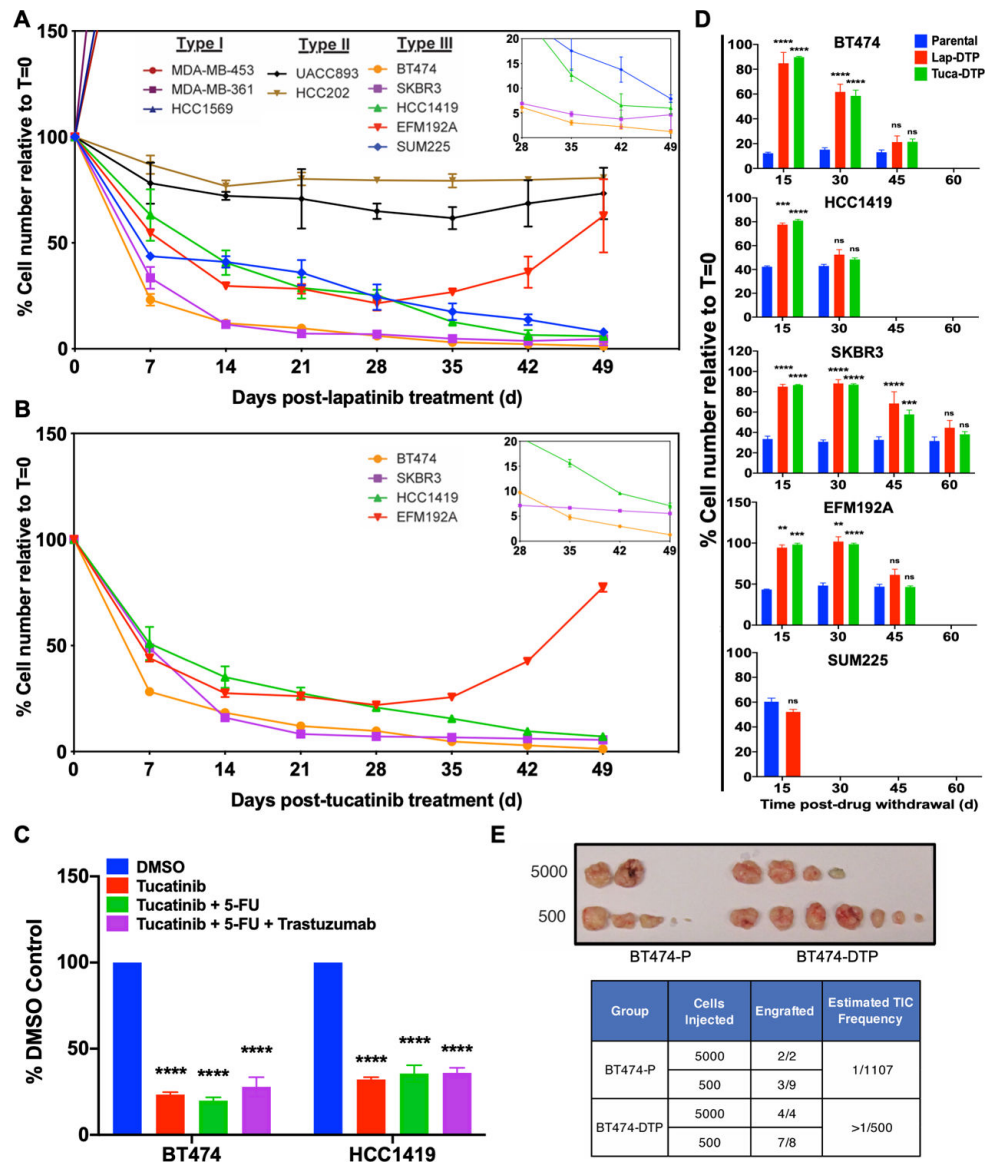 A
% Cell number relative to T=0
150
100
50
0
Type I
MDA-MB-453
MDA-MB-361
HCC1569
Type II
UACC893
HCC202
Type III
BT474
SKBR3
HCC1419
EFM192A
SUM225
20
15
10
5
0
28 35 42 49
0 7 14 21 28 35 42 49
Days post-lapatinib treatment (d)
B
% Cell number relative to T=0
150
100
50
0
BT474
SKBR3
HCC1419
EFM192A
20
15
10
5
0
28 35 42 49
0 7 14 21 28 35 42 49
Days post-tucatinib treatment (d)
C
% DMSO Control
150
100
50
0
DMSO
Tucatinib
Tucatinib + 5-FU
Tucatinib + 5-FU + Trastuzumab
**** **** ****
**** **** ****
BT474 HCC1419
D
% Cell number relative to T=0
Parental
Lap-DTP
Tuca-DTP
BT474
100
80
60
40
20
0
**** **** **** **** ns ns
15 30 45 60
HCC1419
100
80
60
40
20
0
*** **** ns ns
15 30 45 60
SKBR3
120
100
80
60
40
20
0
**** **** **** **** **** *** ns ns
15 30 45 60
EFM192A
150
100
50
0
** *** ** **** ns ns
15 30 45 60
SUM225
100
80
60
40
20
0
ns
15 30 45 60
Time post-drug withdrawal (d)
E
5000
500
BT474-P BT474-DTP
Group Cells Injected Engrafted Estimated TIC Frequency
BT474-P 5000 2/2 1/1107
500 3/9
BT474-DTP 5000 4/4 >1/500
500 7/8